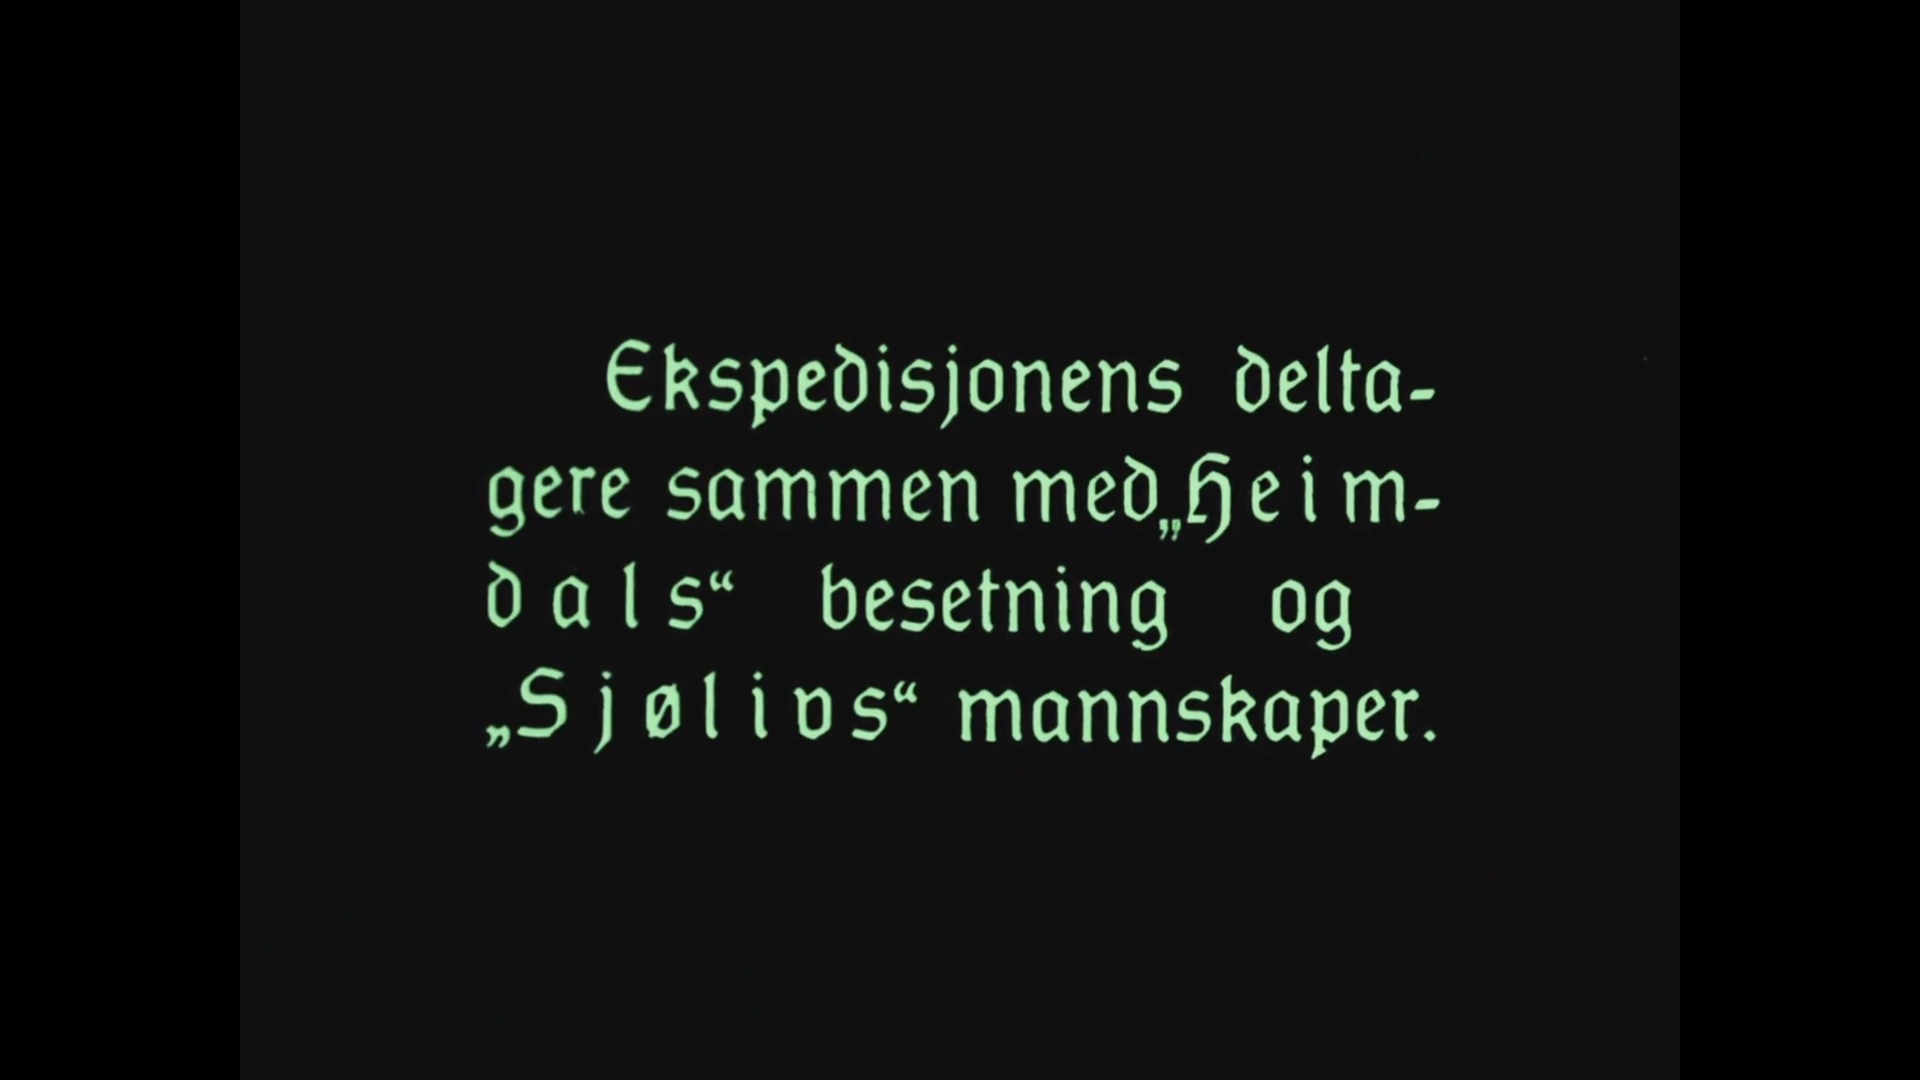 Ekspedisjonens delta-
gere sammen med „Heim-
dals“ besetning og
„Sjølivs“ mannskaper.